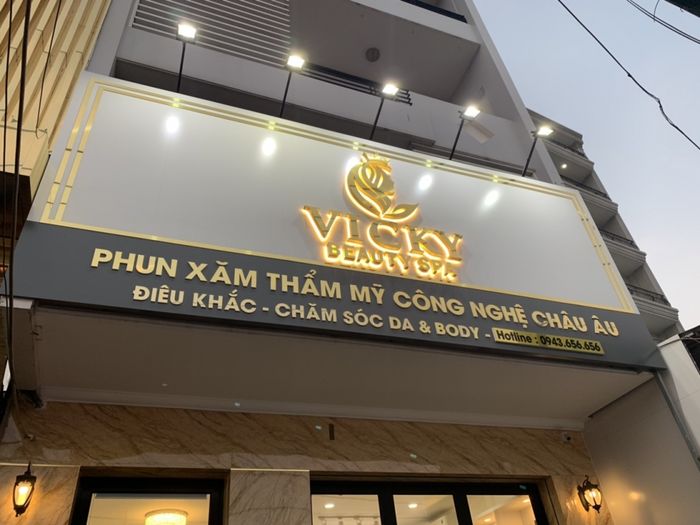 VICKY
BEAUTY SPA
PHUN XĂM THẨM MỸ CÔNG NGHỆ CHÂU ÂU
ĐIÊU KHẮC - CHĂM SÓC DA & BODY - Hotline : 0943.656.656